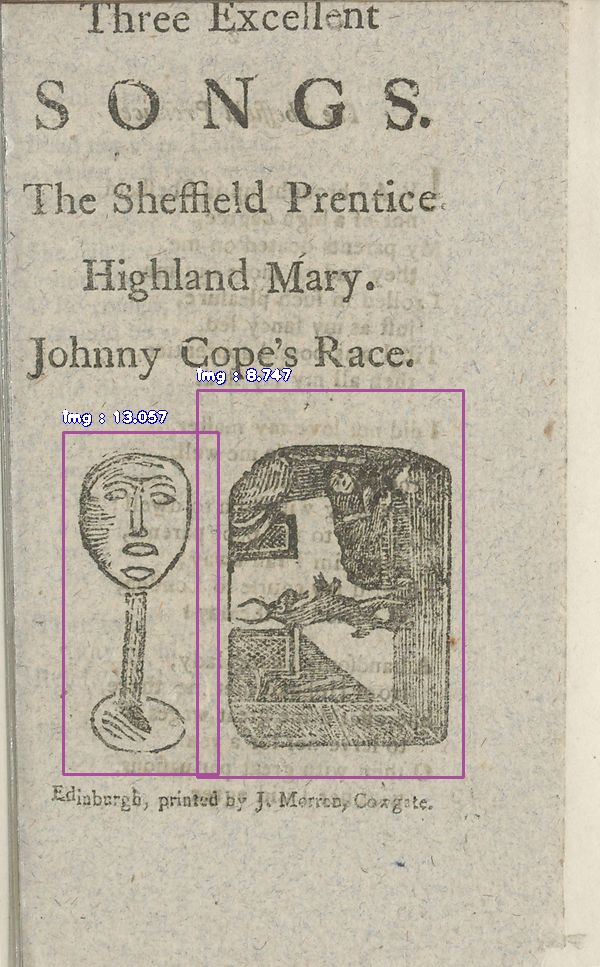 Three Excellent
SONGS.
The Sheffield Prentice.
Highland Mary.
Johnny Cope's Race.
img : 8.747
img : 13.057
Edinburgh, printed by J. Morren, Cowgate.